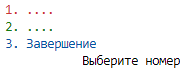 1. ....
2. ....
3. Завершение
Выберите номер